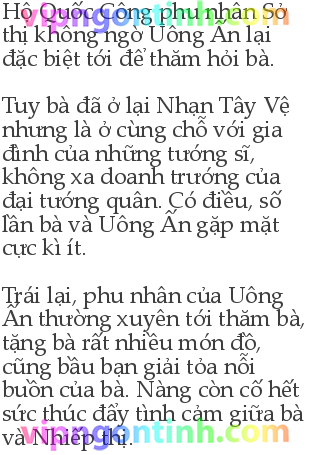 Hộ Quốc Công phu nhân Sở
thị không ngờ Uông Ấn lại
đặc biệt tới để thăm hỏi bà.
Tuy bà đã ở lại Nhạn Tây Vệ
nhưng là ở cùng chỗ với gia
đình của những tướng sĩ,
không xa doanh trướng của
đại tướng quân. Có điều, số
lần bà và Uông Ấn gặp mặt
cực kì ít.
Trái lại, phu nhân của Uông
Ấn thường xuyên tới thăm bà,
tặng bà rất nhiều món đồ,
cũng bầu bạn giải tỏa nỗi
buồn của bà. Nàng còn cố hết
sức thúc đẩy tình cảm giữa bà
và Nhiếp thị.
vipngontinh.com
vipngontinh.com